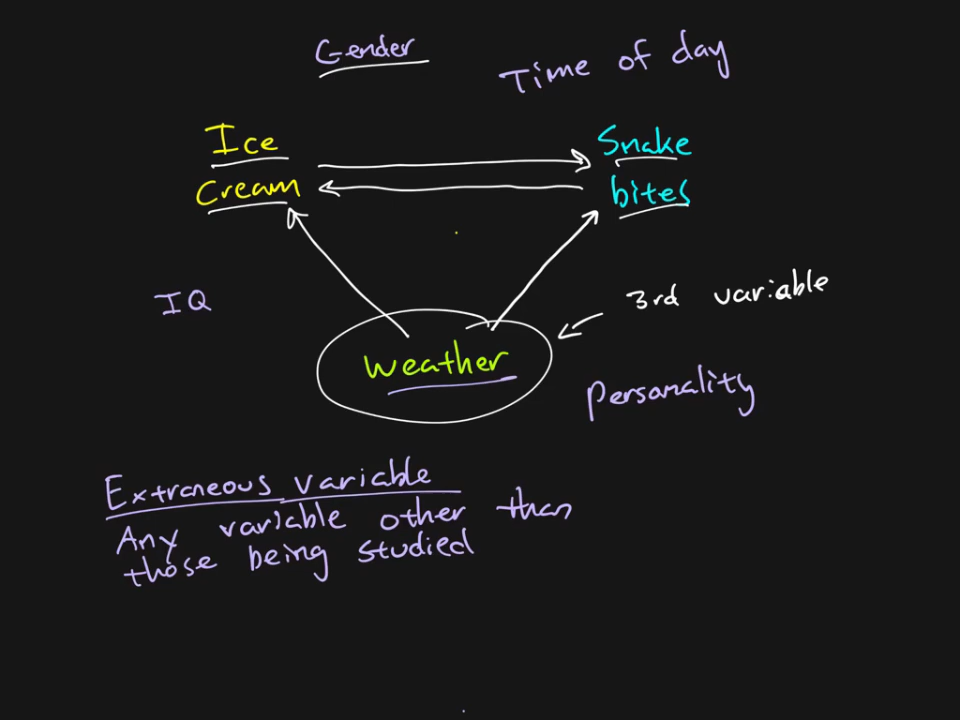 Gender
Time of day
Ice
Cream
Snake
bites
IQ
3rd variable
Weather
Personality
Extraneous variable
Any variable other than
those being studied